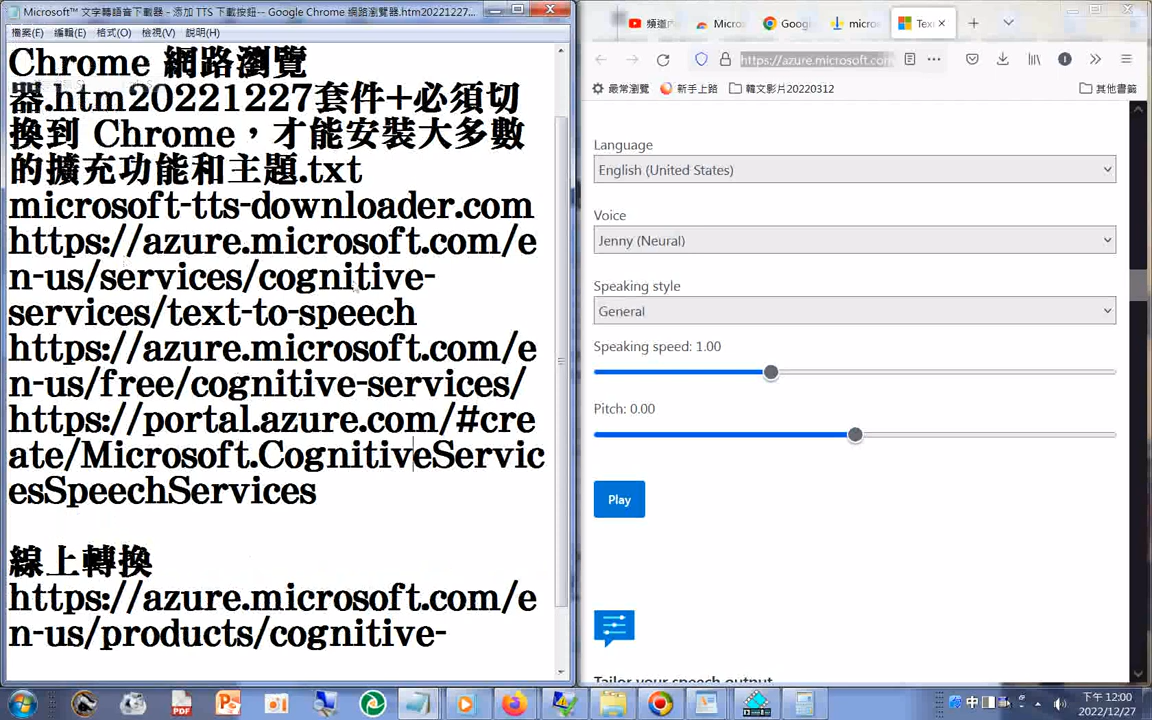 Microsoft™ 文字轉語音下載器 - 添加 TTS 下載按鈕-- Google Chrome 網路瀏覽器.htm20221227...
檔案(F) 編輯(E) 格式(O) 檢視(V) 說明(H)
Chrome 網路瀏覽
器.htm20221227套件+必須切
換到 Chrome，才能安裝大多數
的擴充功能和主題.txt
microsoft-tts-downloader.com
https://azure.microsoft.com/e
n-us/services/cognitive-
services/text-to-speech
https://azure.microsoft.com/e
n-us/free/cognitive-services/
https://portal.azure.com/#cre
ate/Microsoft.CognitiveServic
esSpeechServices
線上轉換
https://azure.microsoft.com/e
n-us/products/cognitive-
頻道 Micros Goog micro Tex
https://azure.microsoft.com
最常瀏覽 新手上路 韓文影片20220312 其他書籤
Language
English (United States)
Voice
Jenny (Neural)
Speaking style
General
Speaking speed: 1.00
Pitch: 0.00
Play
Tailor your speech output
PDF
中
下午 12:00
2022/12/27